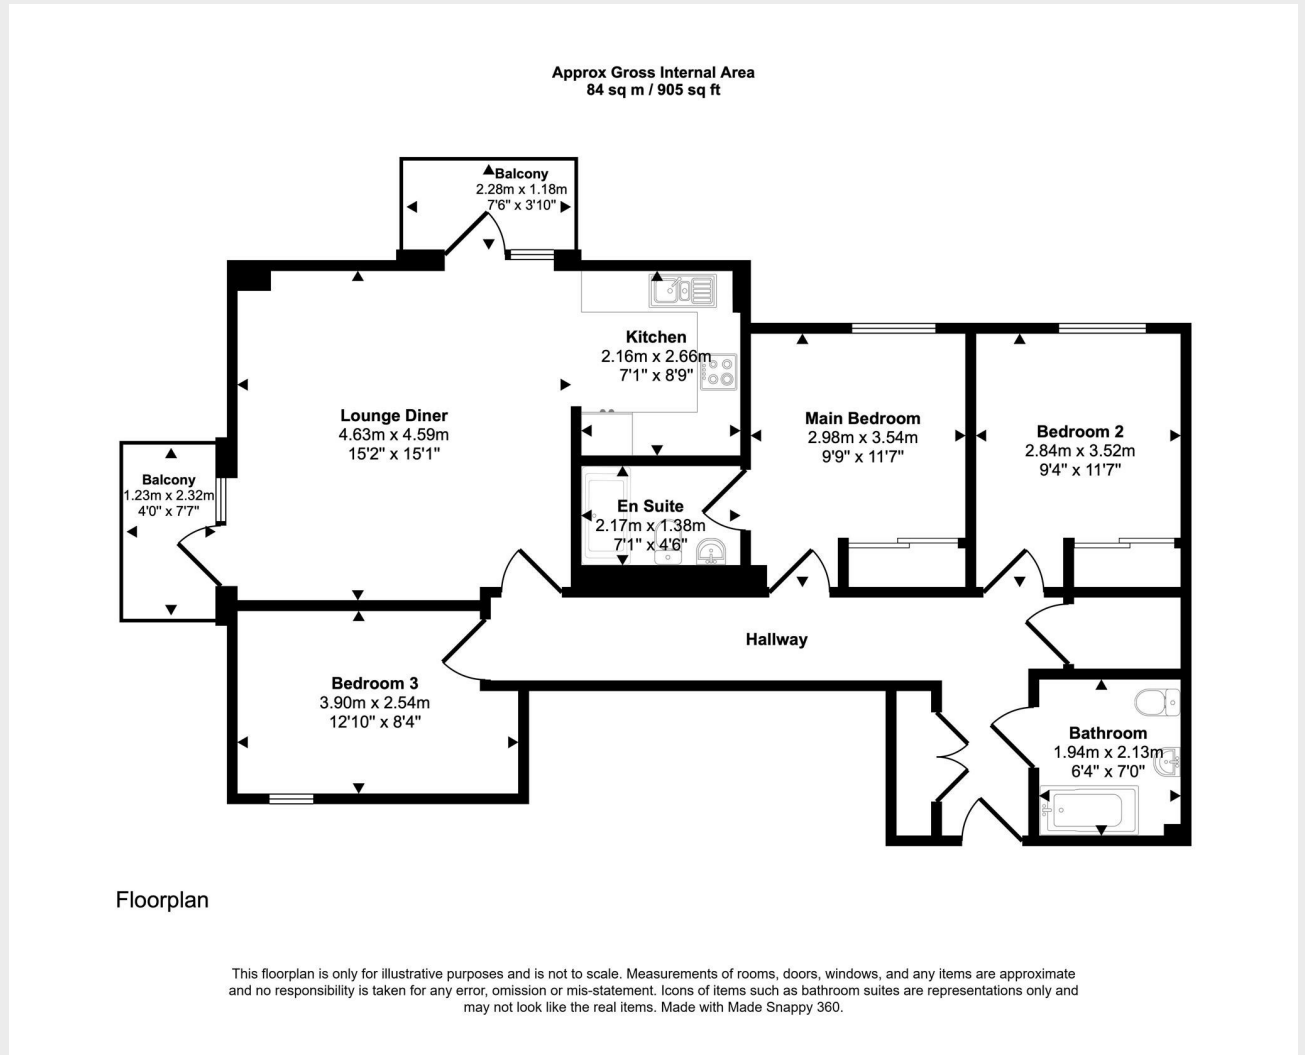 Approx Gross Internal Area
84 sq m / 905 sq ft
Balcony
2.28m x 1.18m
7'6" x 3'10"
Kitchen
2.16m x 2.66m
7'1" x 8'9"
Lounge Diner
4.63m x 4.59m
15'2" x 15'1"
Main Bedroom
2.98m x 3.54m
9'9" x 11'7"
Bedroom 2
2.84m x 3.52m
9'4" x 11'7"
Balcony
1.23m x 2.32m
4'0" x 7'7"
En Suite
2.17m x 1.38m
7'1" x 4'6"
Hallway
Bedroom 3
3.90m x 2.54m
12'10" x 8'4"
Bathroom
1.94m x 2.13m
6'4" x 7'0"
Floorplan
This floorplan is only for illustrative purposes and is not to scale. Measurements of rooms, doors, windows, and any items are approximate
and no responsibility is taken for any error, omission or mis-statement. Icons of items such as bathroom suites are representations only and
may not look like the real items. Made with Made Snappy 360.